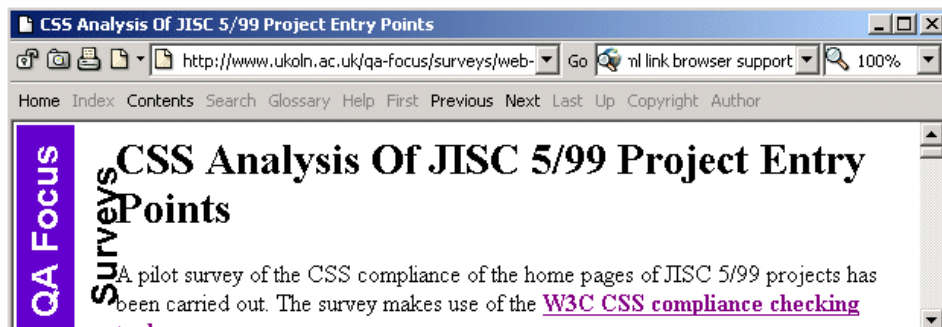 CSS Analysis Of JISC 5/99 Project Entry Points
http://www.ukoln.ac.uk/qa-focus/surveys/web- Go ml link browser support 100%
Home Index Contents Search Glossary Help First Previous Next Last Up Copyright Author
QA Focus
Surveys
CSS Analysis Of JISC 5/99 Project Entry
Points
A pilot survey of the CSS compliance of the home pages of JISC 5/99 projects has
been carried out. The survey makes use of the W3C CSS compliance checking